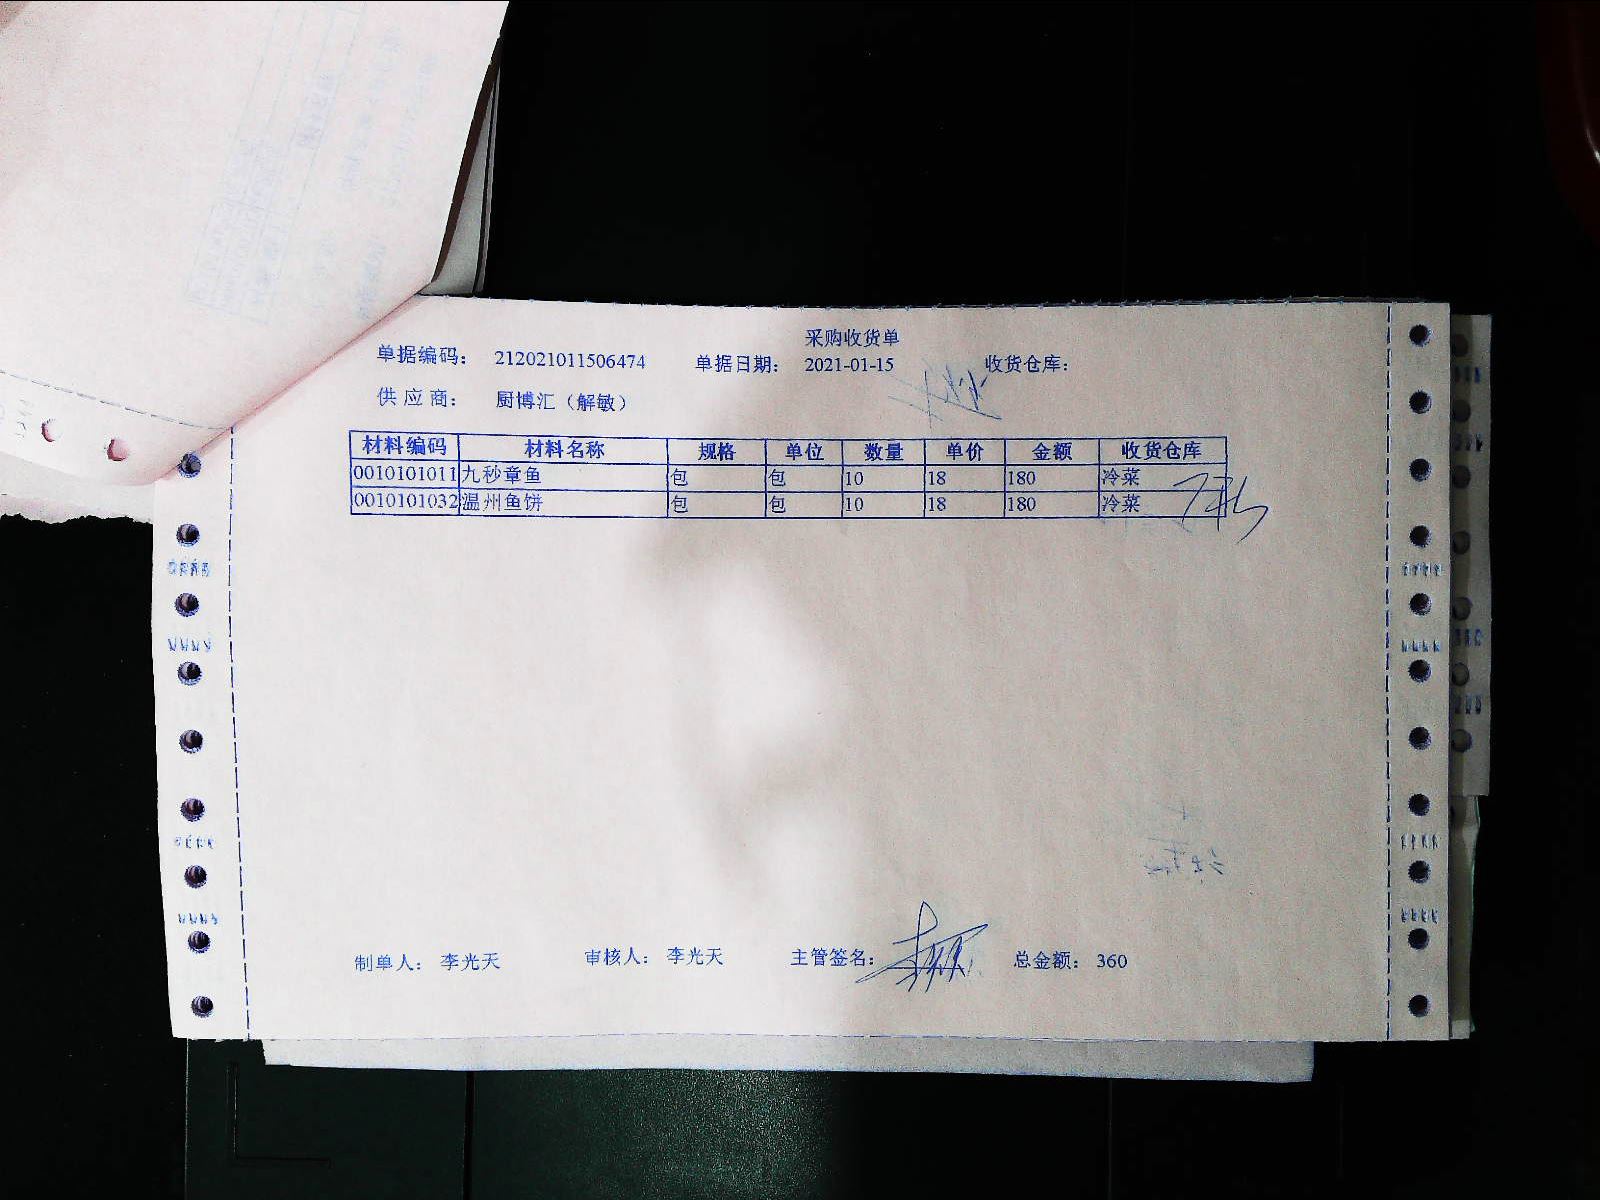 采购收货单
单据编码： 212021011506474 单据日期： 2021-01-15 收货仓库：
供应商： 厨博汇（解敏）
材料编码 材料名称 规格 单位 数量 单价 金额 收货仓库
0010101011 九秒章鱼 包 包 10 18 180 冷菜
0010101032 温州鱼饼 包 包 10 18 180 冷菜
制单人： 李光天 审核人： 李光天 主管签名： 总金额： 360